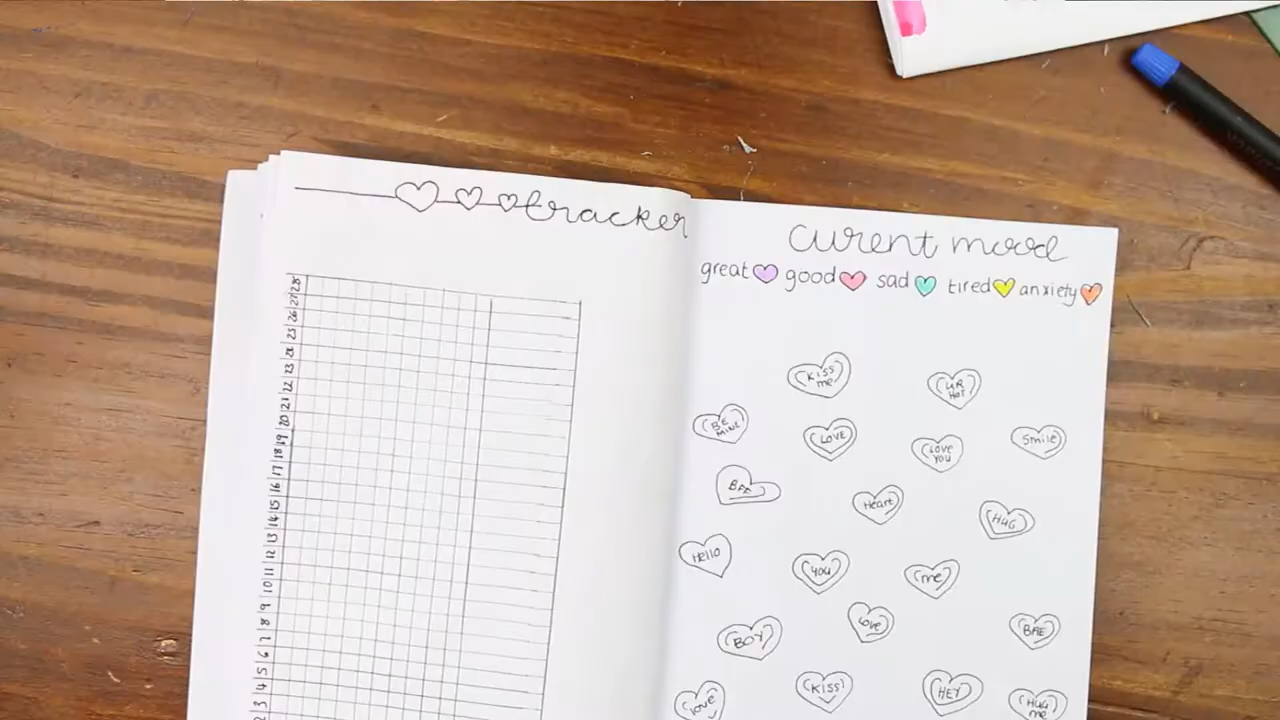 tracker
28
27
26
25
24
23
22
21
20
19
18
17
16
15
14
13
12
11
10
9
8
7
6
5
4
3
2
curent mood
great good sad tired anxiety
Kiss
me
UR
HOT
BE
MINE
LOVE
LOVE
YOU
Smile
BAE
Heart
HUG
Hello
YOU
me
Love
BOY
BAE
KISS
HEY
love
HUG
me